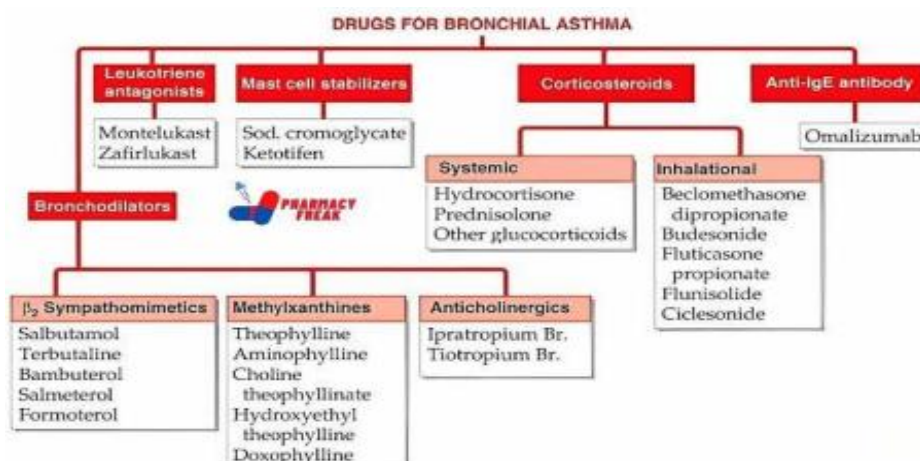 DRUGS FOR BRONCHIAL ASTHMA
Leukotriene
antagonists
Montelukast
Zafirlukast
Mast cell stabilizers
Sod. cromoglycate
Ketotifen
Corticosteroids
Systemic
Hydrocortisone
Prednisolone
Other glucocorticoids
Inhalational
Beclomethasone
dipropionate
Budesonide
Fluticasone
propionate
Flunisolide
Ciclesonide
Anti-IgE antibody
Omalizumab
Bronchodilators
PHARMACY
FREAK
β₂ Sympathomimetics
Salbutamol
Terbutaline
Bambuterol
Salmeterol
Formoterol
Methylxanthines
Theophylline
Aminophylline
Choline
theophyllinate
Hydroxyethyl
theophylline
Doxophylline
Anticholinergics
Ipratropium Br.
Tiotropium Br.